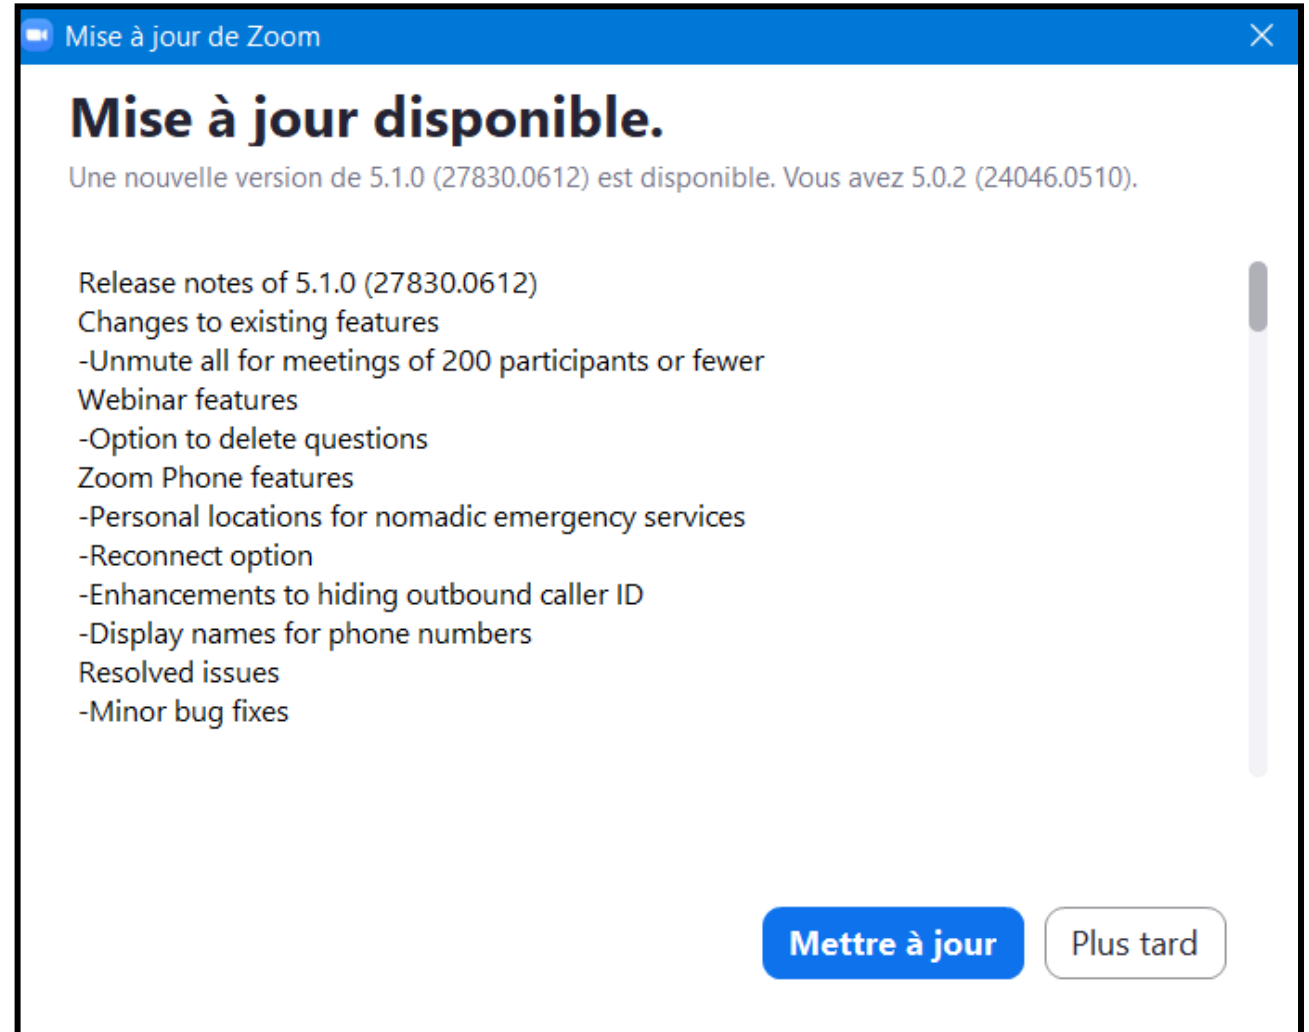 Mise à jour de Zoom
Mise à jour disponible.
Une nouvelle version de 5.1.0 (27830.0612) est disponible. Vous avez 5.0.2 (24046.0510).
Release notes of 5.1.0 (27830.0612)
Changes to existing features
-Unmute all for meetings of 200 participants or fewer
Webinar features
-Option to delete questions
Zoom Phone features
-Personal locations for nomadic emergency services
-Reconnect option
-Enhancements to hiding outbound caller ID
-Display names for phone numbers
Resolved issues
-Minor bug fixes
Mettre à jour
Plus tard